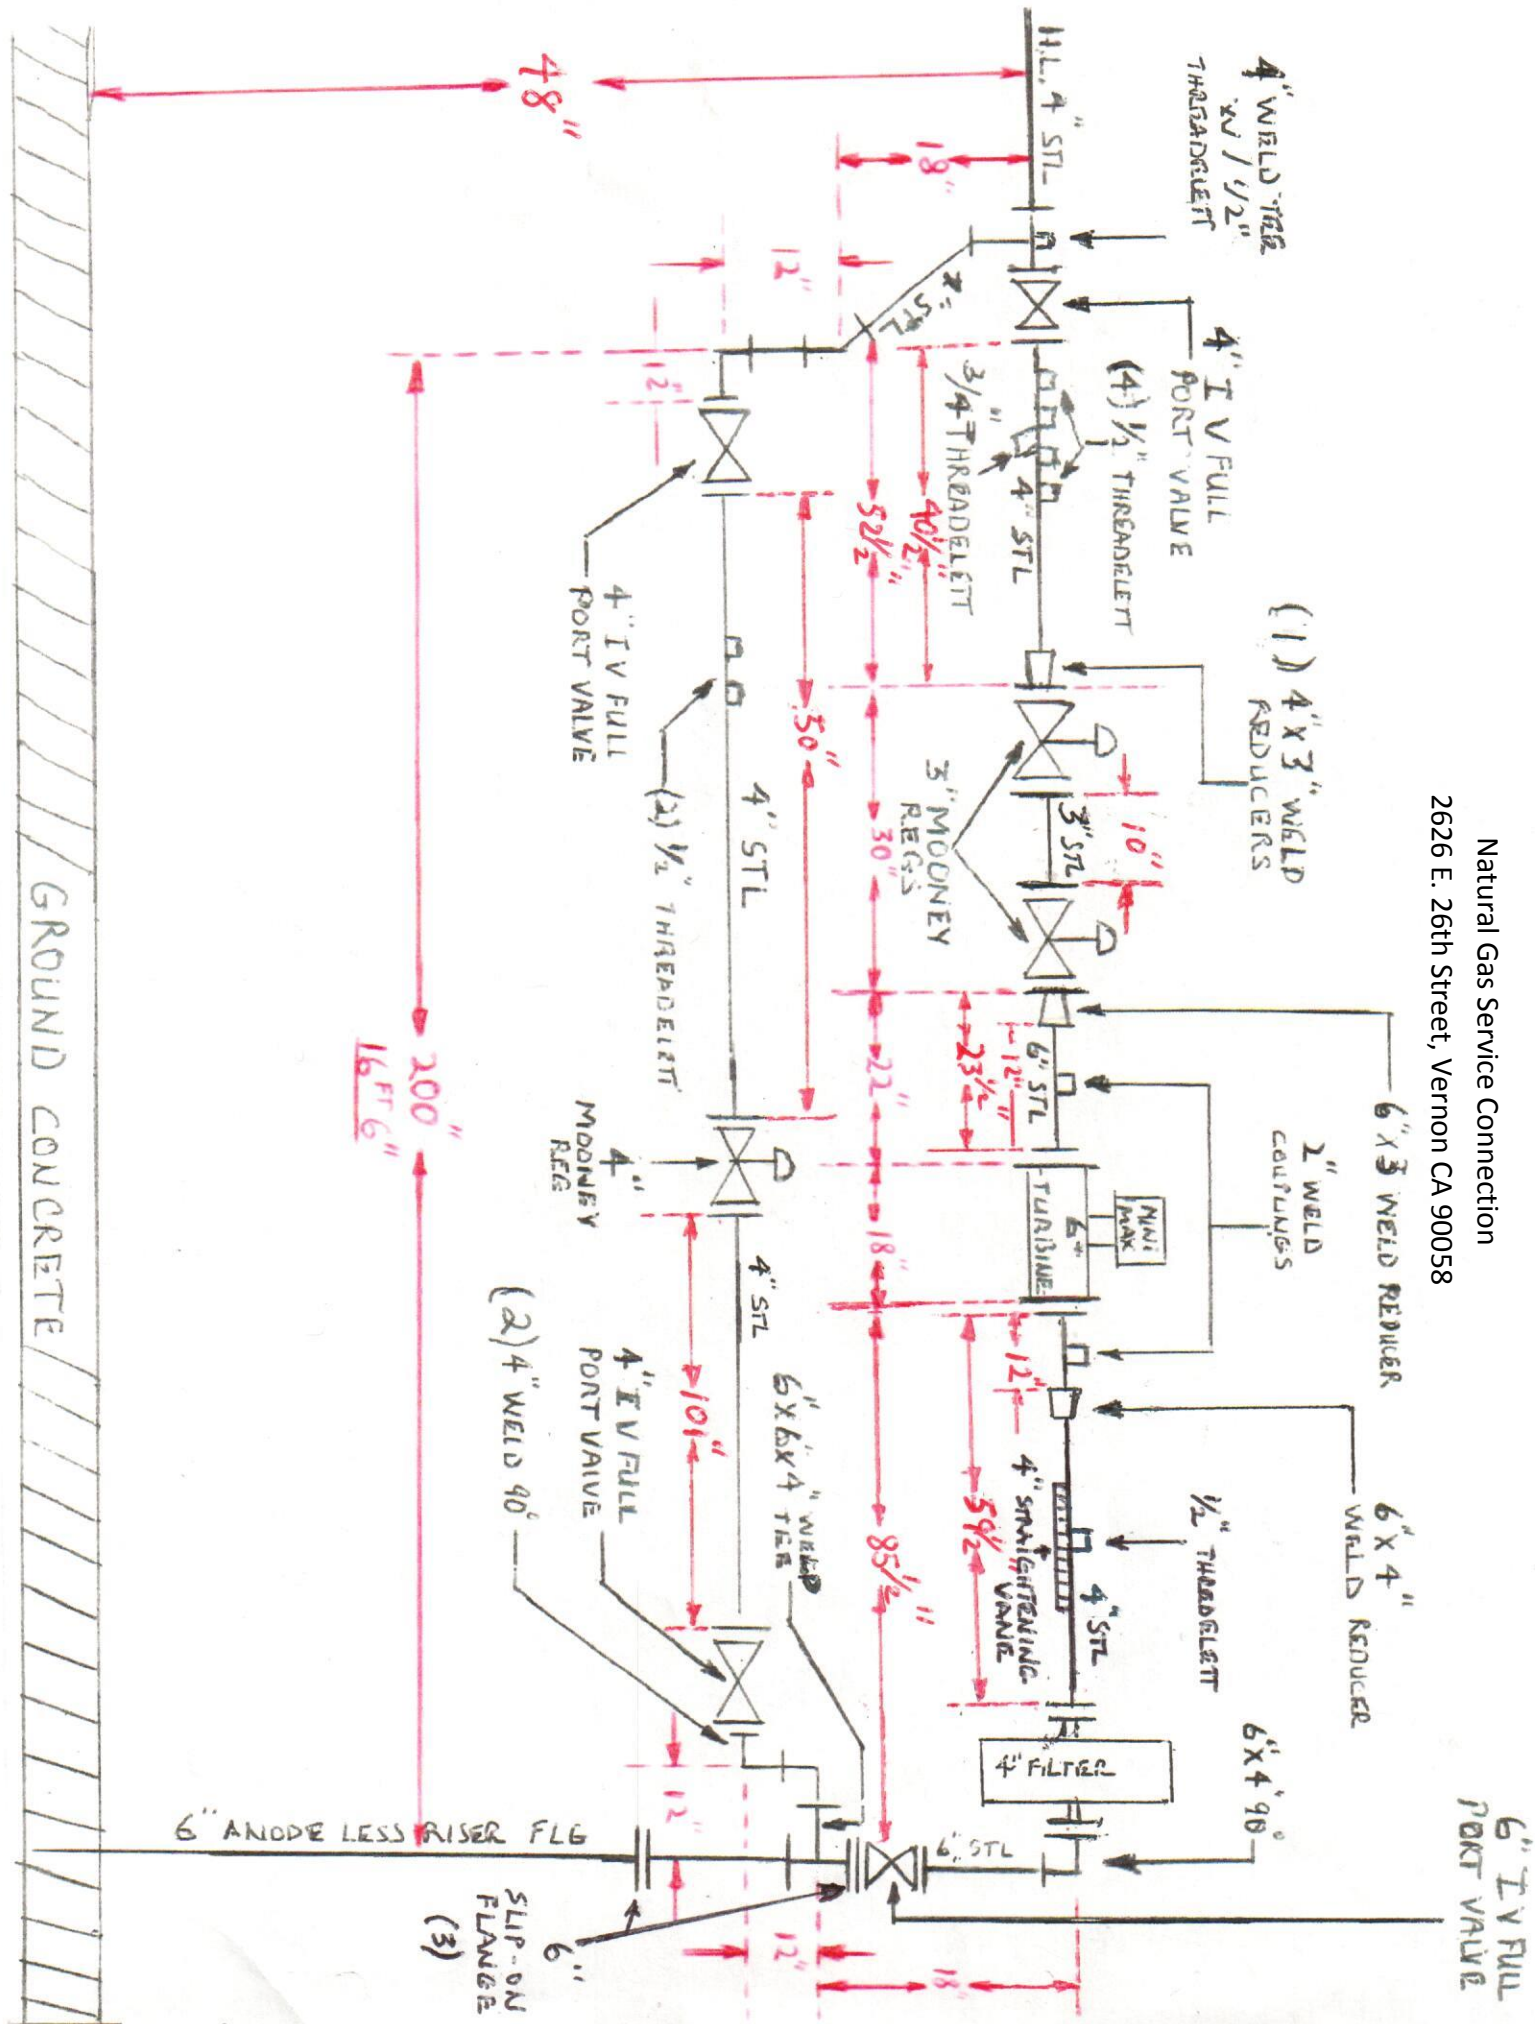 Natural Gas Service Connection
2626 E. 26th Street, Vernon CA 90058
4" WELD TEE
W/ 1/2"
THREADELETT
H.L. 4" STL
4" I V FULL
PORT VALVE
(4) 1/2" THREADELETT
4" STL
3/4" THREADELETT
(1) 4" X 3" WELD
REDUCERS
3" MOONEY
REGS
3" STL
10"
6" X 3 WELD REDUCER
2" WELD
COUPLINGS
6" STL
12"
23 1/2"
MINI
MAX
6"
TURBINE
6" X 4"
WELD REDUCER
12"
1/2" THREDELETT
4" STL
4" STRAIGHTENING
VANE
59 1/2"
6" X 4" 90°
4" FILTER
6" I V FULL
PORT VALVE
6" STL
18"
48"
18"
12"
STL
12"
40 1/2"
52 1/2"
30"
22"
18"
85 1/2"
50"
4" STL
4" I V FULL
PORT VALVE
(2) 1/2" THREADELETT
4"
MOONEY
REG
4" STL
101"
6 X 6 X 4" WELD
TEE
4" I V FULL
PORT VALVE
(2) 4" WELD 90°
12"
12"
200"
16 FT 6"
6" ANODE LESS RISER FLG
6"
SLIP-ON
FLANGE
(3)
GROUND CONCRETE